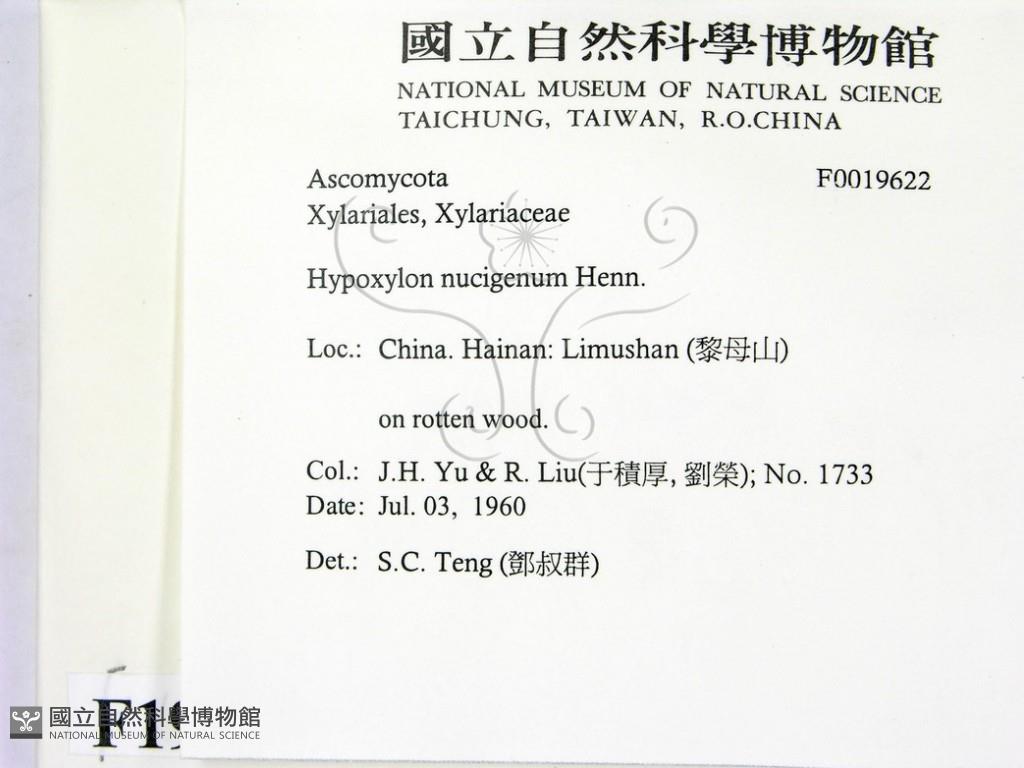 國立自然科學博物館
NATIONAL MUSEUM OF NATURAL SCIENCE
TAICHUNG, TAIWAN, R.O.CHINA
Ascomycota F0019622
Xylariales, Xylariaceae
Hypoxylon nucigenum Henn.
Loc.: China. Hainan: Limushan (黎母山)
on rotten wood.
Col.: J.H. Yu & R. Liu(于積厚, 劉榮); No. 1733
Date: Jul. 03, 1960
Det.: S.C. Teng (鄧叔群)
F19
國立自然科學博物館
NATIONAL MUSEUM OF NATURAL SCIENCE